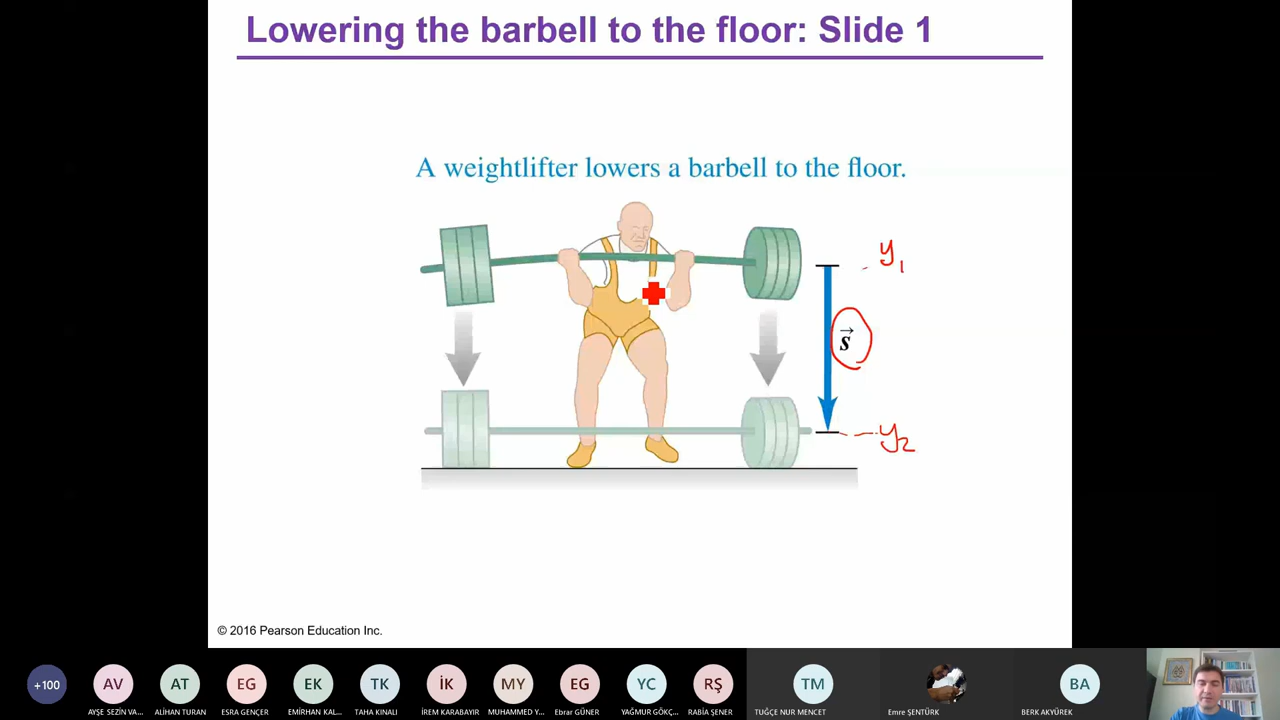 Lowering the barbell to the floor: Slide 1
A weightlifter lowers a barbell to the floor.
y1
s
y2
© 2016 Pearson Education Inc.
+100
AV
AT
EG
EK
TK
İK
MY
EG
YC
RŞ
TM
BA
AYŞE SEZİN VA...
ALİHAN TURAN
ESRA GENÇER
EMİRHAN KAL...
TAHA KINALI
İREM KARABAYIR
MUHAMMED Y...
Ebrar GÜNER
YAĞMUR GÖKÇ...
RABİA ŞENER
TUĞÇE NUR MENCET
Emre ŞENTÜRK
BERK AKYÜREK